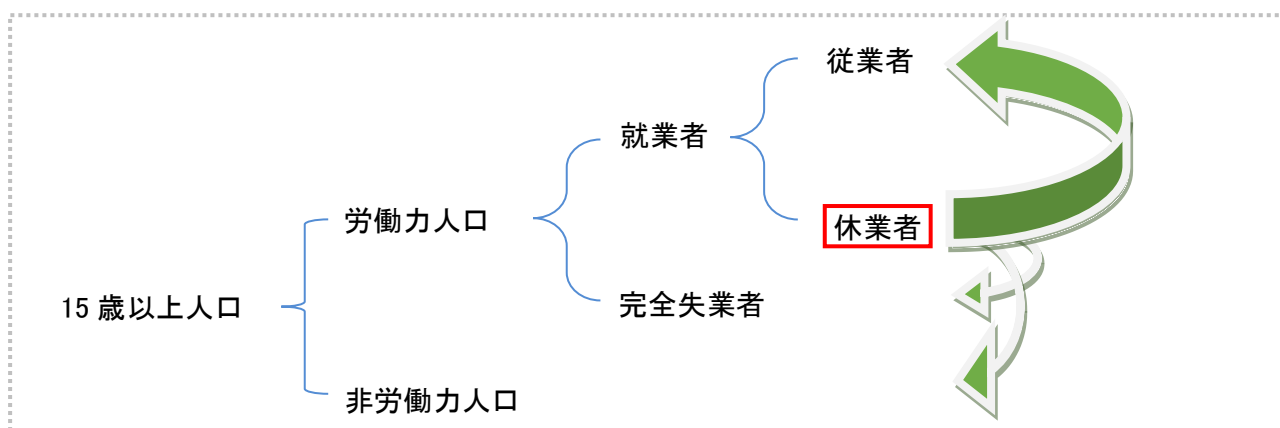 従業者
就業者
休業者
労働力人口
完全失業者
15 歳以上人口
非労働力人口